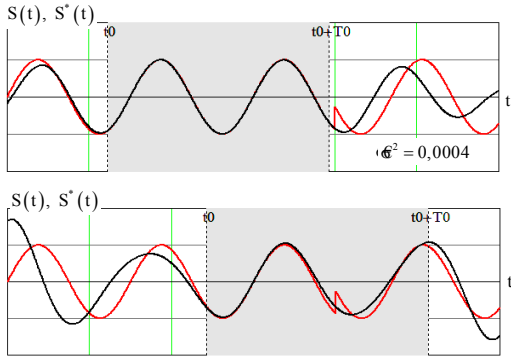 S(t), S*(t)
t0 t0+T0
t
σ² = 0,0004
S(t), S*(t)
t0 t0+T0
t